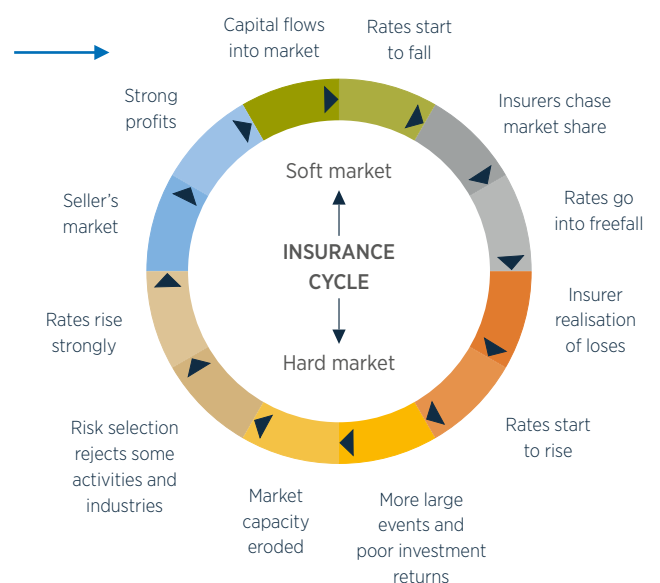 Capital flows
into market
Rates start
to fall
Insurers chase
market share
Rates go
into freefall
Insurer
realisation
of loses
Rates start
to rise
More large
events and
poor investment
returns
Market
capacity
eroded
Risk selection
rejects some
activities and
industries
Rates rise
strongly
Seller's
market
Strong
profits
Soft market
INSURANCE
CYCLE
Hard market